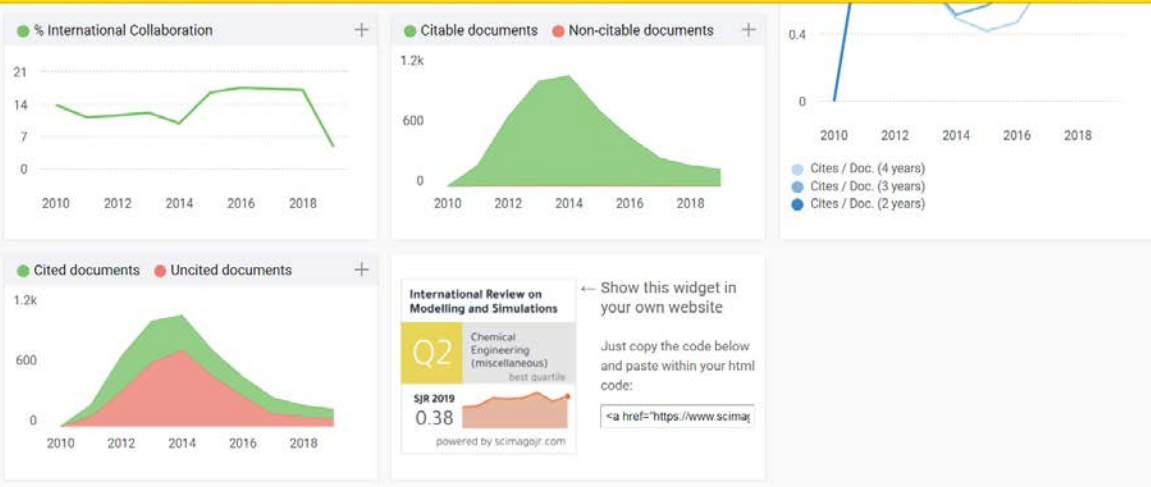 % International Collaboration
21
14
7
0
2010 2012 2014 2016 2018
Citable documents Non-citable documents
1.2k
600
0
2010 2012 2014 2016 2018
0.4
0
2010 2012 2014 2016 2018
Cites / Doc. (4 years)
Cites / Doc. (3 years)
Cites / Doc. (2 years)
Cited documents Uncited documents
1.2k
600
0
2010 2012 2014 2016 2018
International Review on
Modelling and Simulations
Q2
Chemical
Engineering
(miscellaneous)
best quartile
SJR 2019
0.38
powered by scimagojr.com
← Show this widget in
your own website
Just copy the code below
and paste within your html
code:
<a href="https://www.scimag